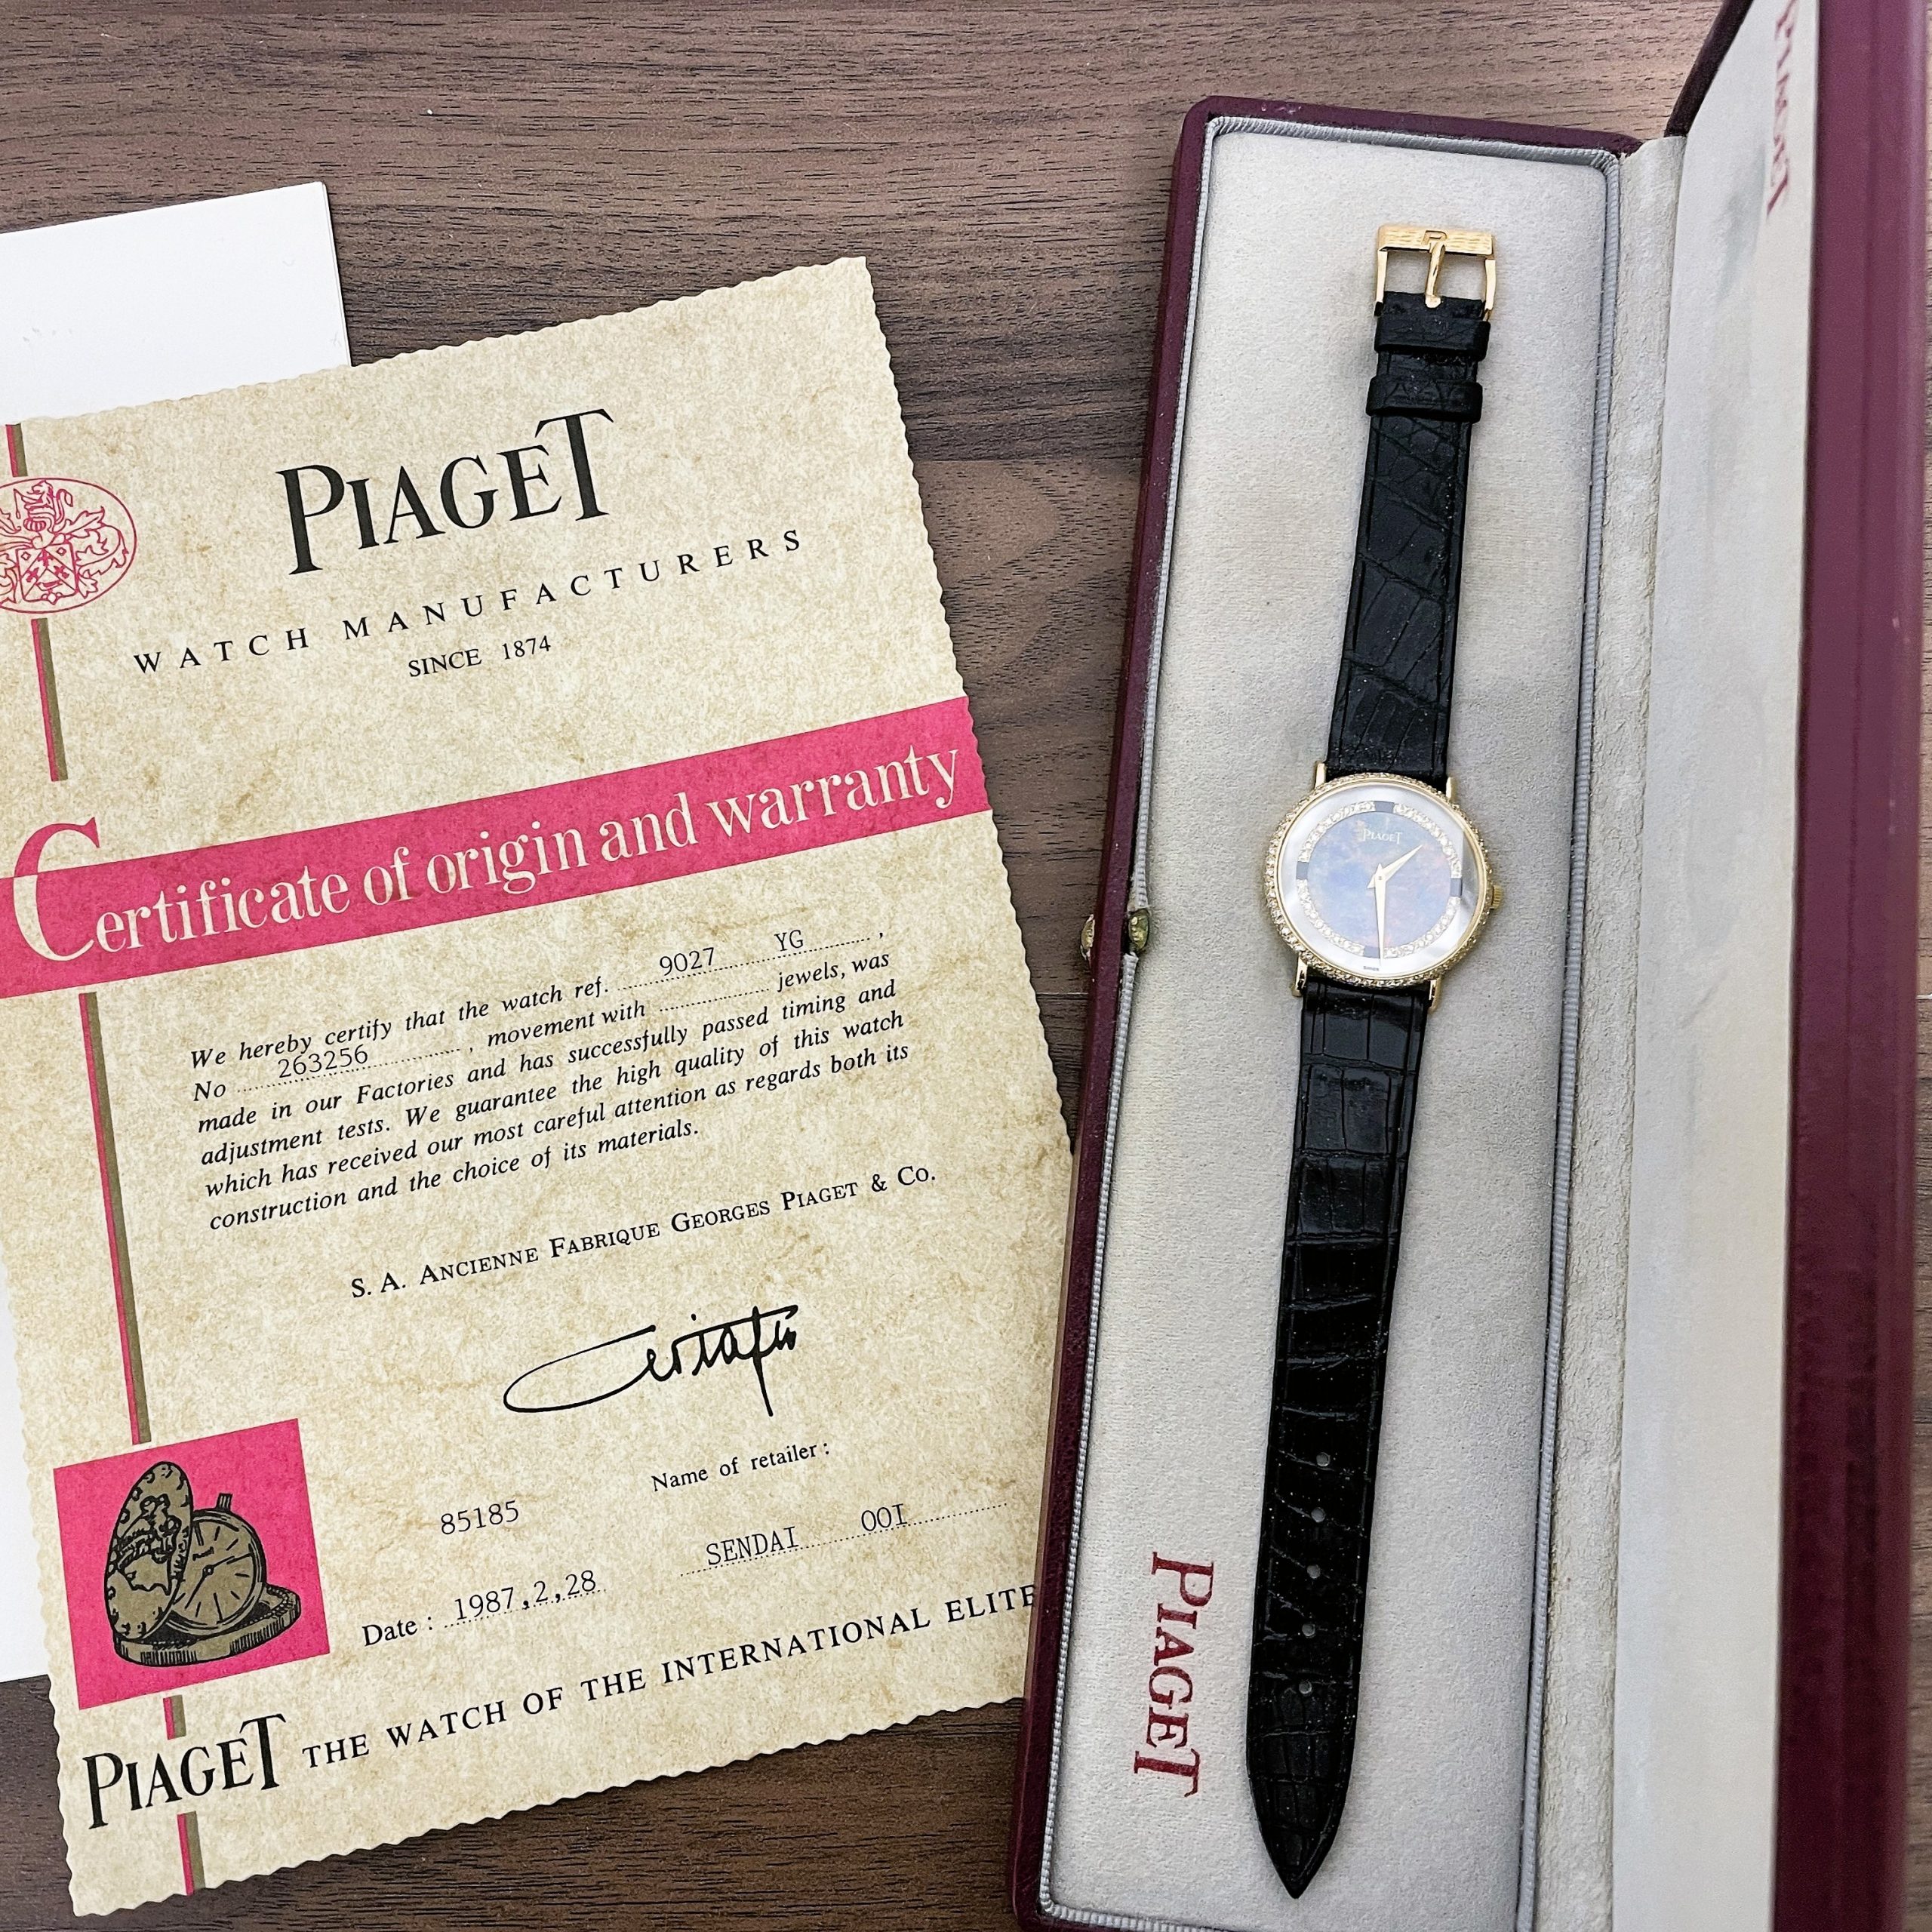 PIAGET
WATCH MANUFACTURERS
SINCE 1874
Certificate of origin and warranty
We hereby certify that the watch ref. 9027 YG ,
No 263256 , movement with jewels, was
made in our Factories and has successfully passed timing and
adjustment tests. We guarantee the high quality of this watch
which has received our most careful attention as regards both its
construction and the choice of its materials.
S. A. ANCIENNE FABRIQUE GEORGES PIAGET & CO.
Name of retailer :
85185
SENDAI 00I
Date : 1987,2,28
PIAGET THE WATCH OF THE INTERNATIONAL ELITE
P
PIAGET
PIAGET
PIAGET